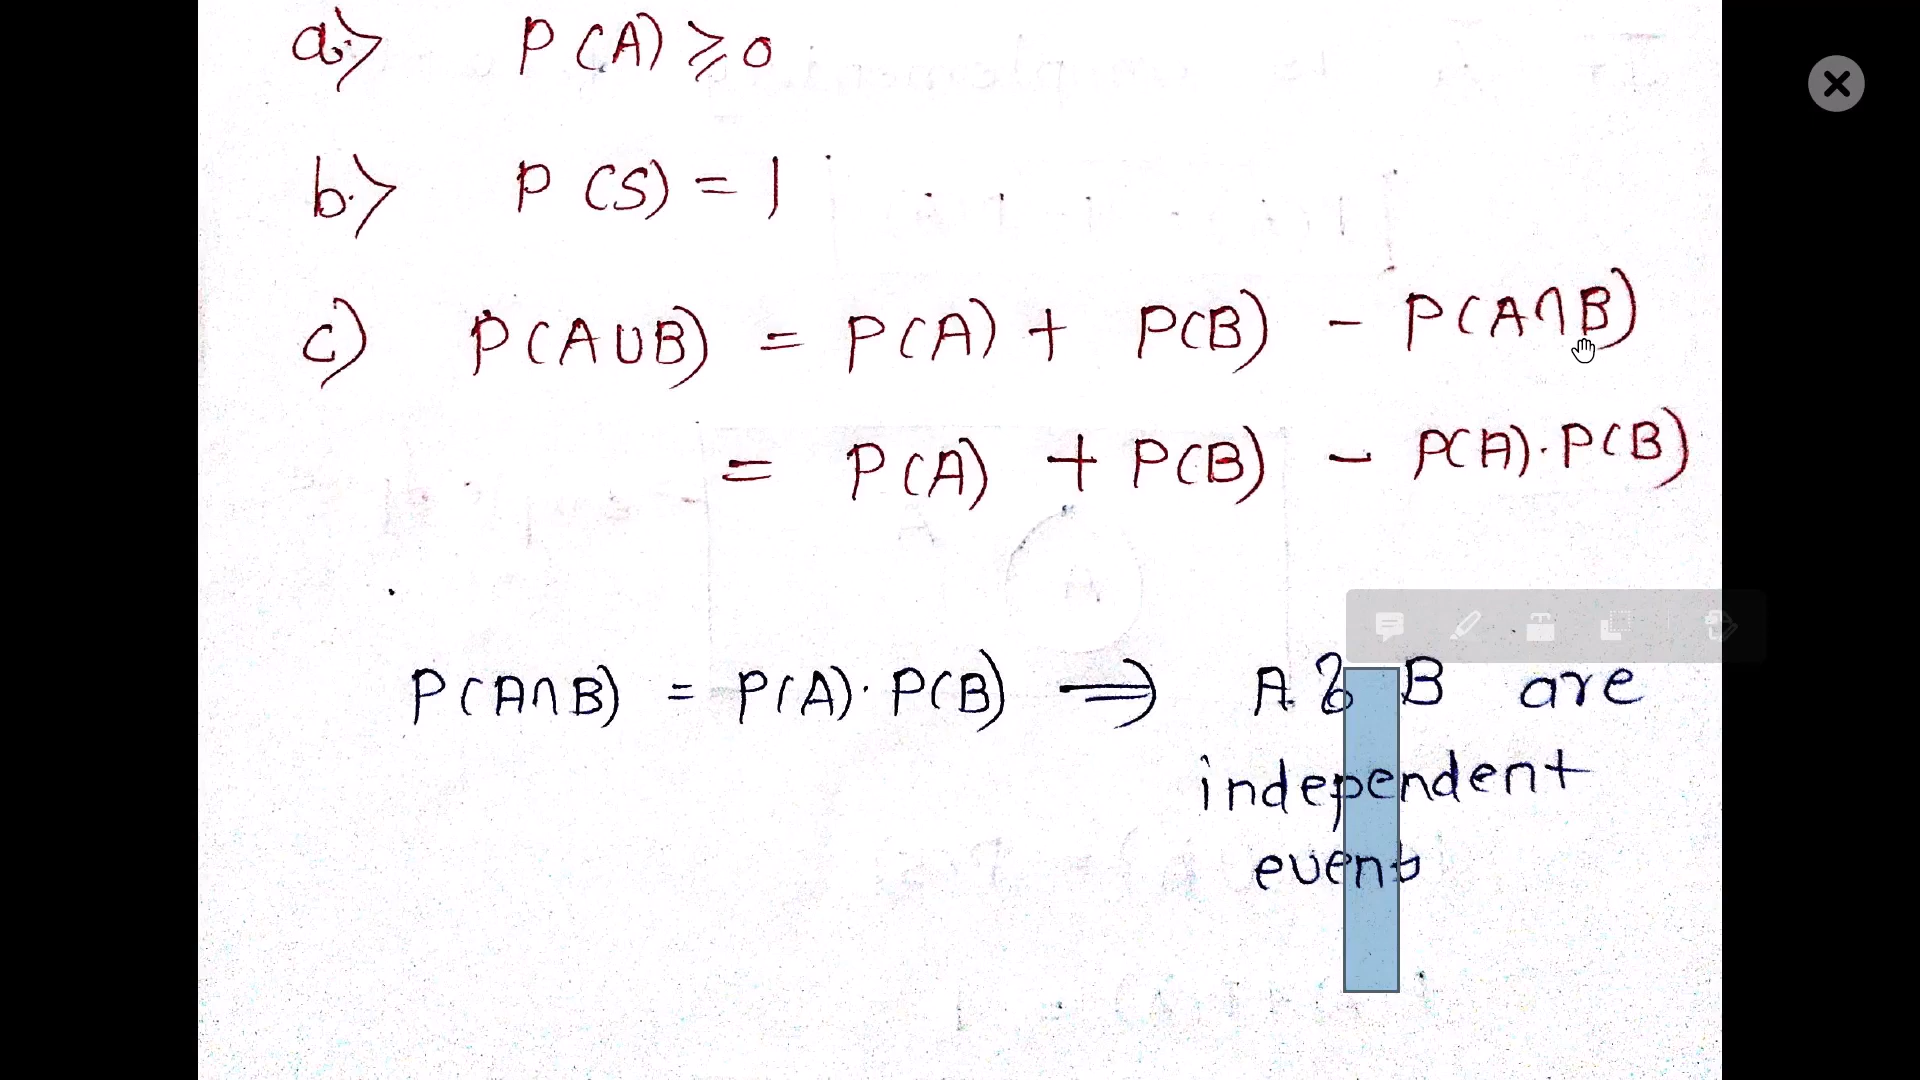 a.> P(A) ⩾ 0
b.> P(S) = 1
c) P(A∪B) = P(A) + P(B) - P(A∩B)
= P(A) + P(B) - P(A).P(B)
P(A∩B) = P(A).P(B) ⟹ A & B are
independent
event